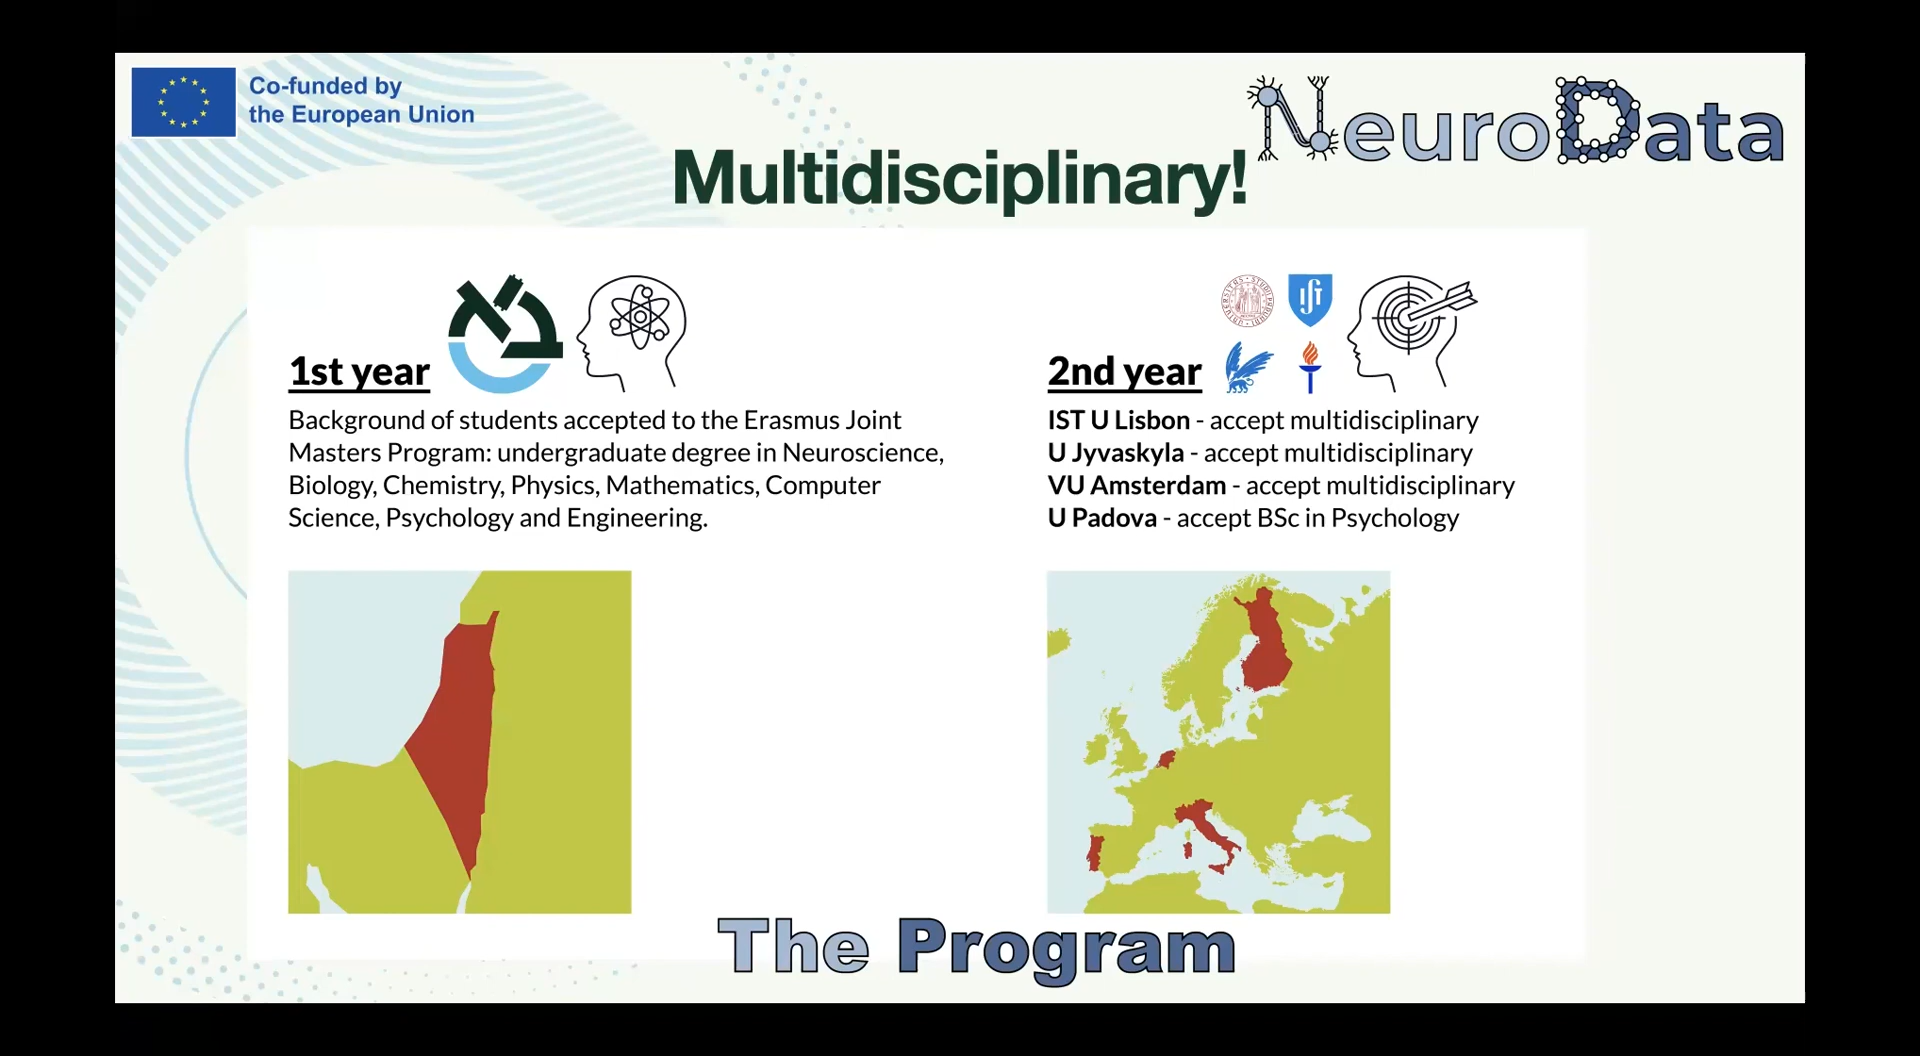 Co-funded by
the European Union
NeuroData
Multidisciplinary!
1st year
Background of students accepted to the Erasmus Joint
Masters Program: undergraduate degree in Neuroscience,
Biology, Chemistry, Physics, Mathematics, Computer
Science, Psychology and Engineering.
2nd year
IST U Lisbon - accept multidisciplinary
U Jyvaskyla - accept multidisciplinary
VU Amsterdam - accept multidisciplinary
U Padova - accept BSc in Psychology
The Program